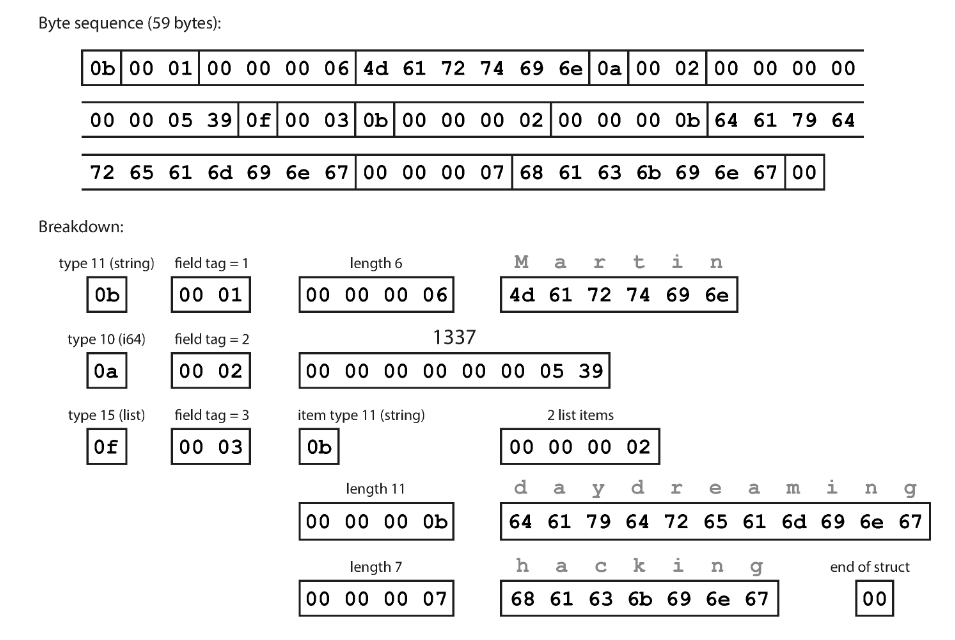 Byte sequence (59 bytes):
0b 00 01 00 00 00 06 4d 61 72 74 69 6e 0a 00 02 00 00 00 00
00 00 05 39 0f 00 03 0b 00 00 00 02 00 00 00 0b 64 61 79 64
72 65 61 6d 69 6e 67 00 00 00 07 68 61 63 6b 69 6e 67 00
Breakdown:
type 11 (string) field tag = 1 length 6 M a r t i n
0b 00 01 00 00 00 06 4d 61 72 74 69 6e
type 10 (i64) field tag = 2 1337
0a 00 02 00 00 00 00 00 00 05 39
type 15 (list) field tag = 3 item type 11 (string) 2 list items
0f 00 03 0b 00 00 00 02
length 11 d a y d r e a m i n g
00 00 00 0b 64 61 79 64 72 65 61 6d 69 6e 67
length 7 h a c k i n g end of struct
00 00 00 07 68 61 63 6b 69 6e 67 00